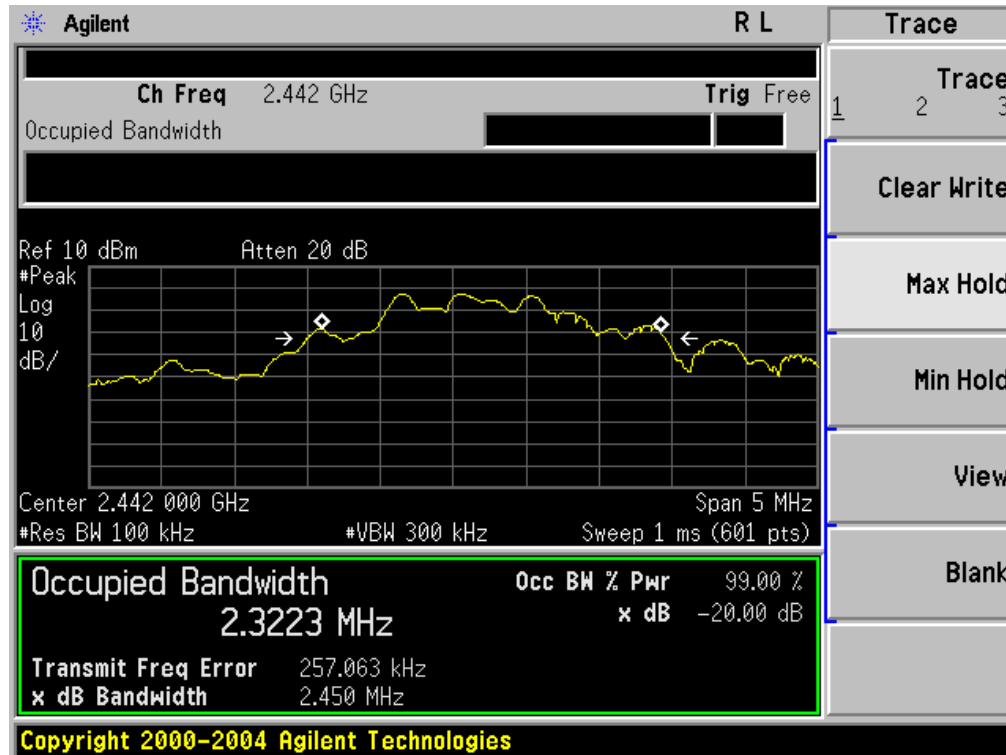 Agilent R L Trace
Ch Freq 2.442 GHz Trig Free
Occupied Bandwidth
Trace
1 2 3
Clear Write
Max Hold
Min Hold
View
Blank
Ref 10 dBm Atten 20 dB
#Peak
Log
10
dB/
Center 2.442 000 GHz Span 5 MHz
#Res BW 100 kHz #VBW 300 kHz Sweep 1 ms (601 pts)
Occupied Bandwidth Occ BW % Pwr 99.00 %
2.3223 MHz x dB -20.00 dB
Transmit Freq Error 257.063 kHz
x dB Bandwidth 2.450 MHz
Copyright 2000-2004 Agilent Technologies